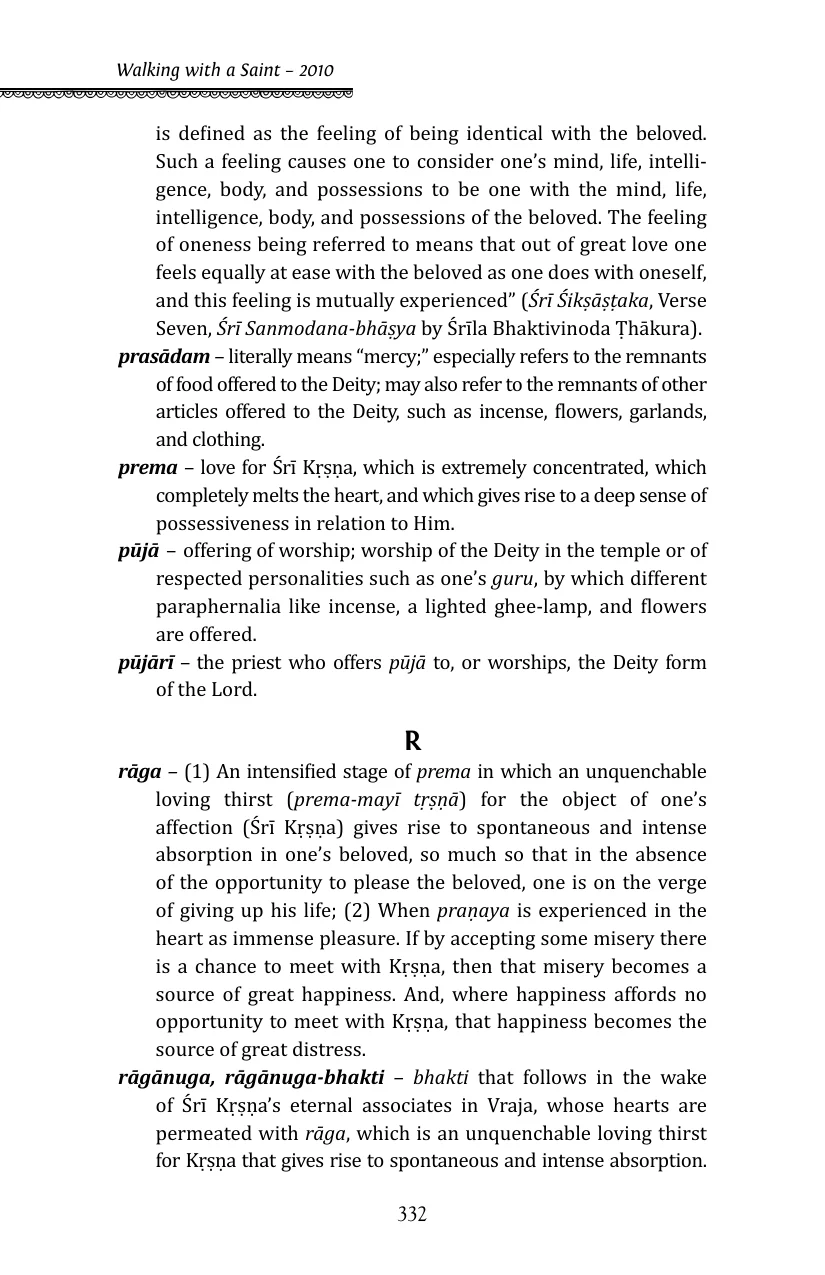 Walking with a Saint – 2010
is defined as the feeling of being identical with the beloved.
Such a feeling causes one to consider one’s mind, life, intelli-
gence, body, and possessions to be one with the mind, life,
intelligence, body, and possessions of the beloved. The feeling
of oneness being referred to means that out of great love one
feels equally at ease with the beloved as one does with oneself,
and this feeling is mutually experienced” (Śrī Śikṣāṣṭaka, Verse
Seven, Śrī Sanmodana-bhāṣya by Śrīla Bhaktivinoda Ṭhākura).
prasādam – literally means “mercy;” especially refers to the remnants
of food offered to the Deity; may also refer to the remnants of other
articles offered to the Deity, such as incense, flowers, garlands,
and clothing.
prema – love for Śrī Kṛṣṇa, which is extremely concentrated, which
completely melts the heart, and which gives rise to a deep sense of
possessiveness in relation to Him.
pūjā – offering of worship; worship of the Deity in the temple or of
respected personalities such as one’s guru, by which different
paraphernalia like incense, a lighted ghee-lamp, and flowers
are offered.
pūjārī – the priest who offers pūjā to, or worships, the Deity form
of the Lord.
R
rāga – (1) An intensified stage of prema in which an unquenchable
loving thirst (prema-mayī tṛṣṇā) for the object of one’s
affection (Śrī Kṛṣṇa) gives rise to spontaneous and intense
absorption in one’s beloved, so much so that in the absence
of the opportunity to please the beloved, one is on the verge
of giving up his life; (2) When praṇaya is experienced in the
heart as immense pleasure. If by accepting some misery there
is a chance to meet with Kṛṣṇa, then that misery becomes a
source of great happiness. And, where happiness affords no
opportunity to meet with Kṛṣṇa, that happiness becomes the
source of great distress.
rāgānuga, rāgānuga-bhakti – bhakti that follows in the wake
of Śrī Kṛṣṇa’s eternal associates in Vraja, whose hearts are
permeated with rāga, which is an unquenchable loving thirst
for Kṛṣṇa that gives rise to spontaneous and intense absorption.
332